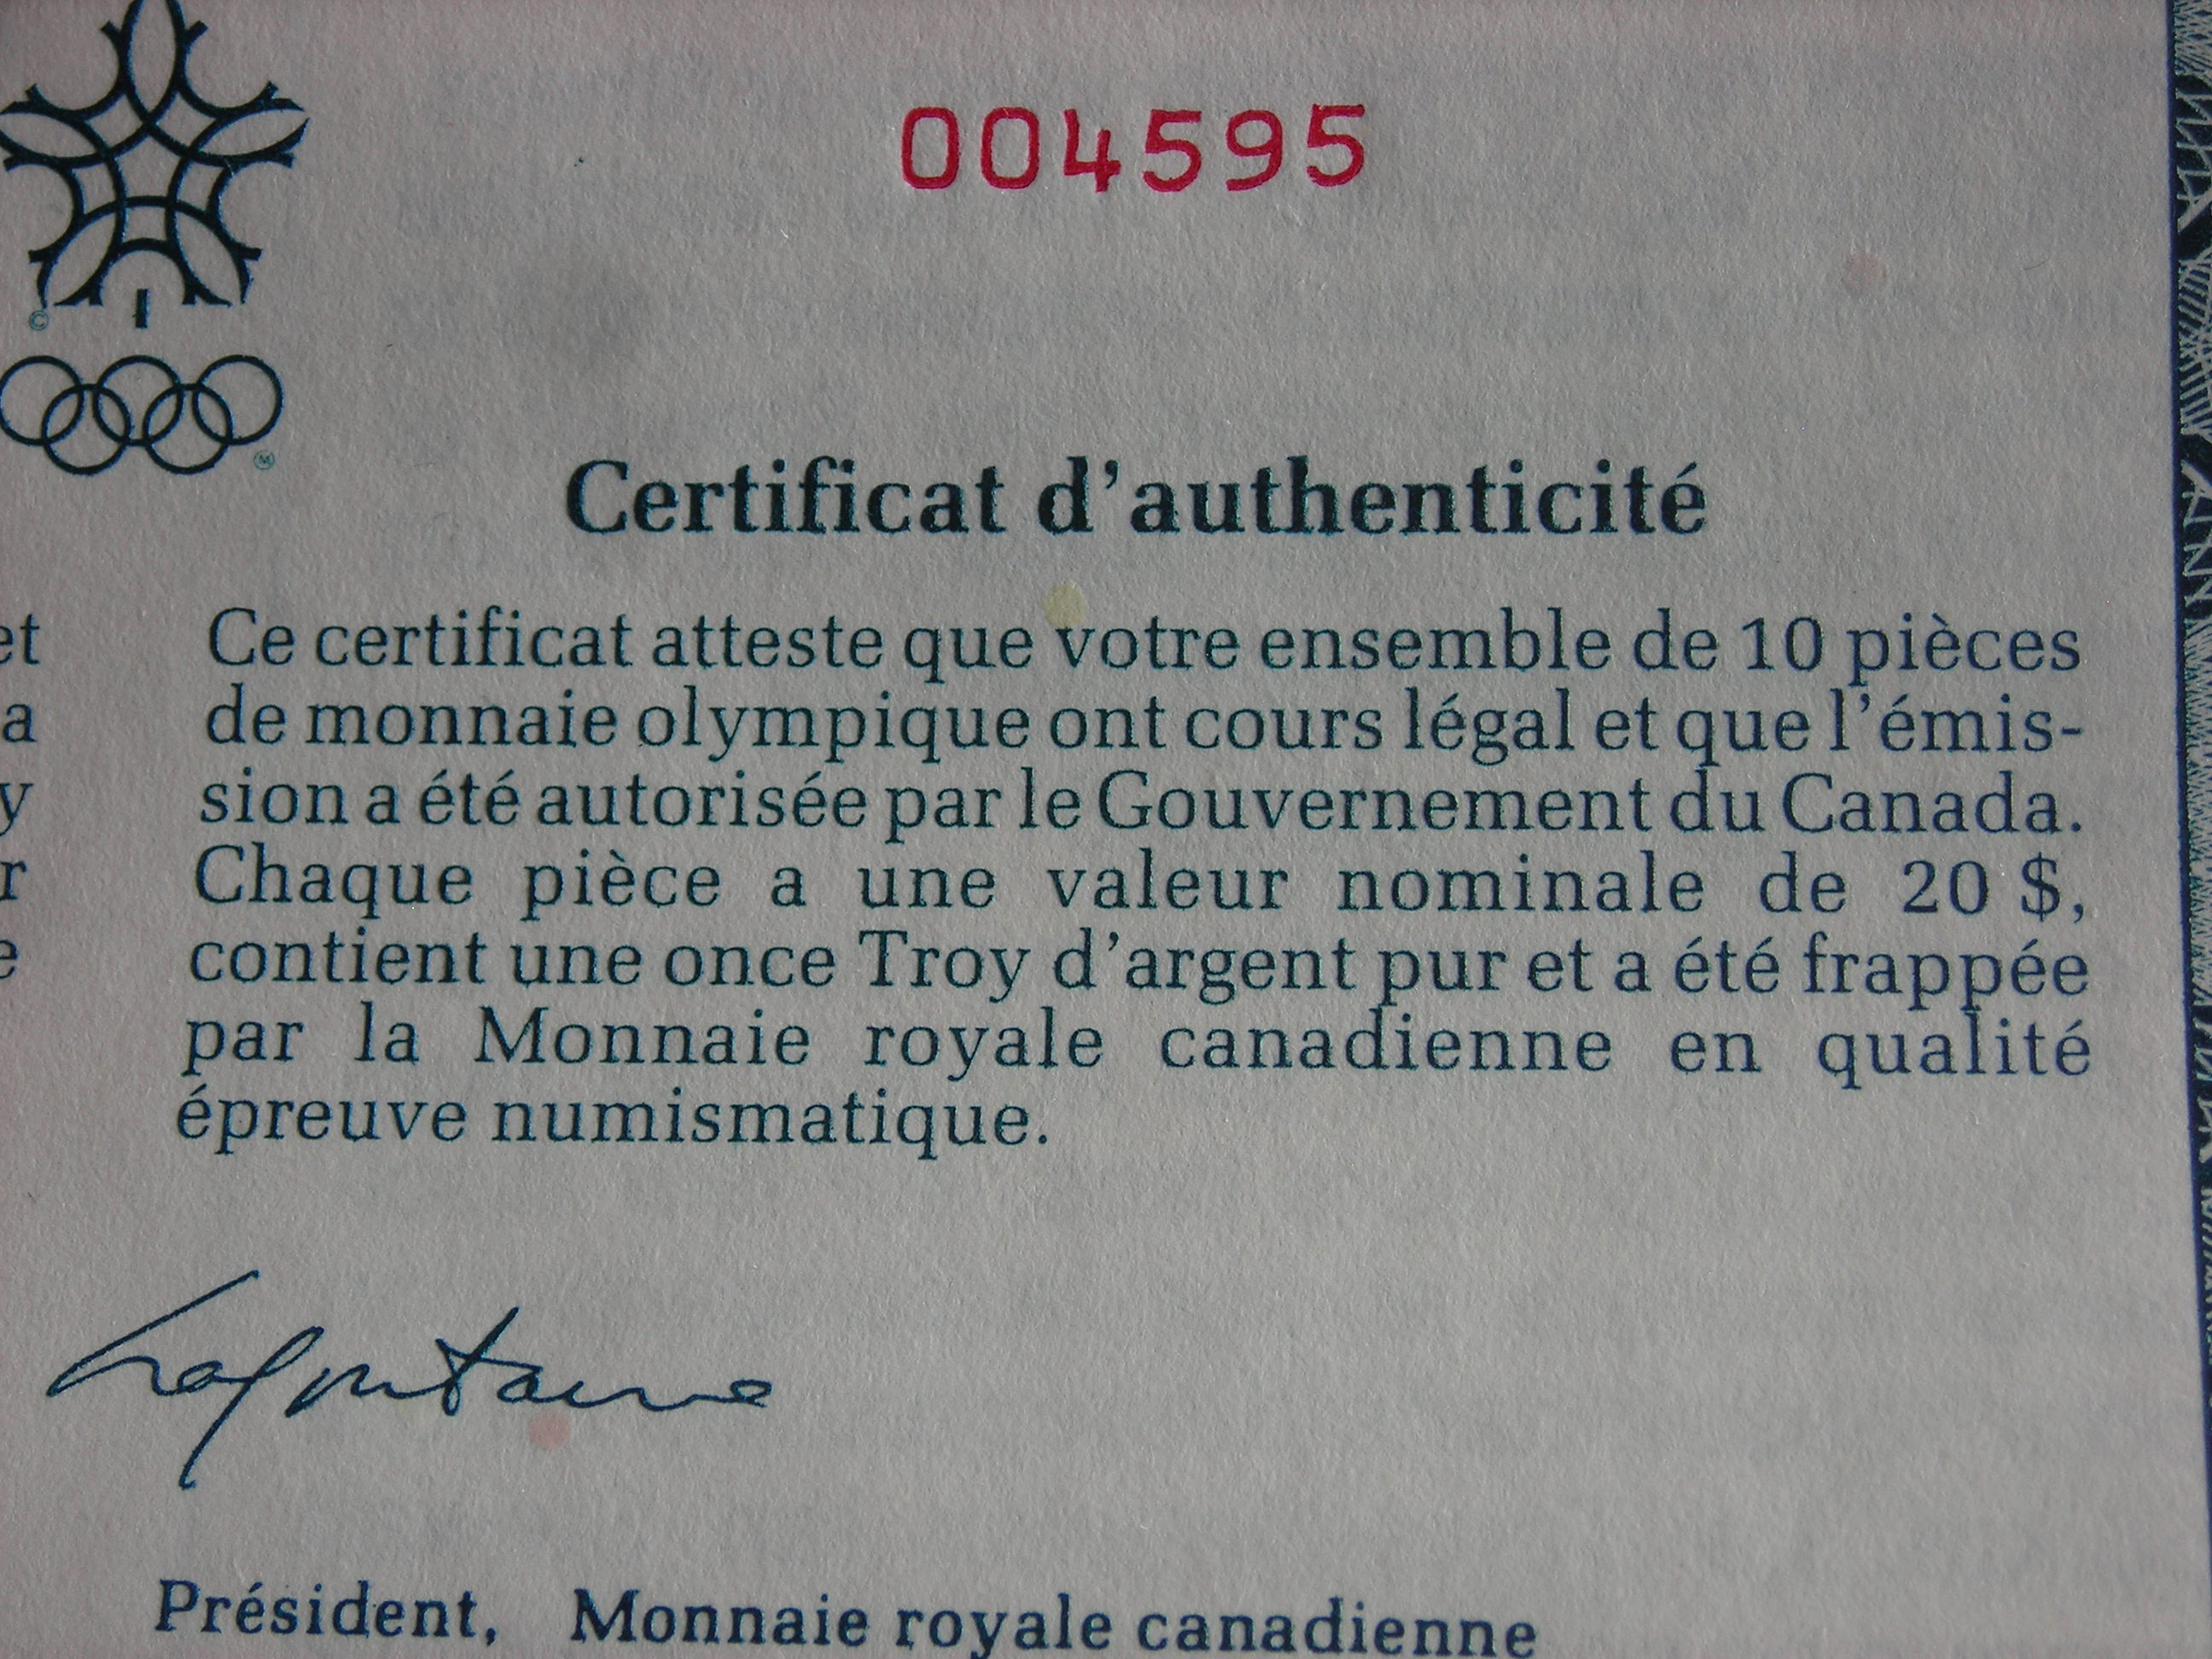 004595
Certificat d'authenticité
et
Ce certificat atteste que votre ensemble de 10 pièces
a
de monnaie olympique ont cours légal et que l'émis-
y
sion a été autorisée par le Gouvernement du Canada.
r
Chaque pièce a une valeur nominale de 20 $,
e
contient une once Troy d'argent pur et a été frappée
par la Monnaie royale canadienne en qualité
épreuve numismatique.
Lafontaine
Président, Monnaie royale canadienne